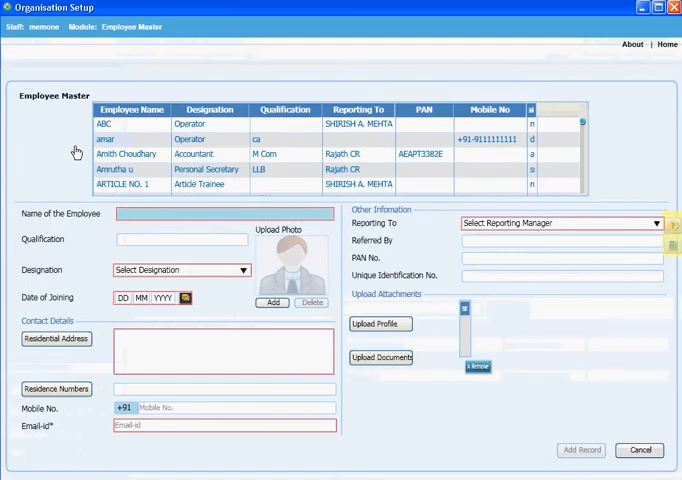 Organisation Setup
Staff: memone Module: Employee Master
About | Home
Employee Master
Employee Name Designation Qualification Reporting To PAN Mobile No
ABC Operator SHIRISH A. MEHTA n
amar Operator ca +91-9111111111 d
Amith Choudhary Accountant M Com Rajath CR AEAPT3382E a
Amrutha u Personal Secretary LLB Rajath CR s
ARTICLE NO. 1 Article Trainee SHIRISH A. MEHTA n
Name of the Employee
Qualification
Upload Photo
Designation Select Designation
Date of Joining DD MM YYYY
Add Delete
Contact Details
Residential Address
Residence Numbers
Mobile No. +91 Mobile No.
Email-id* Email-id
Other Infomation
Reporting To Select Reporting Manager
Referred By
PAN No.
Unique Identification No.
Upload Attachments
Upload Profile
Upload Documents
x Remove
Add Record Cancel